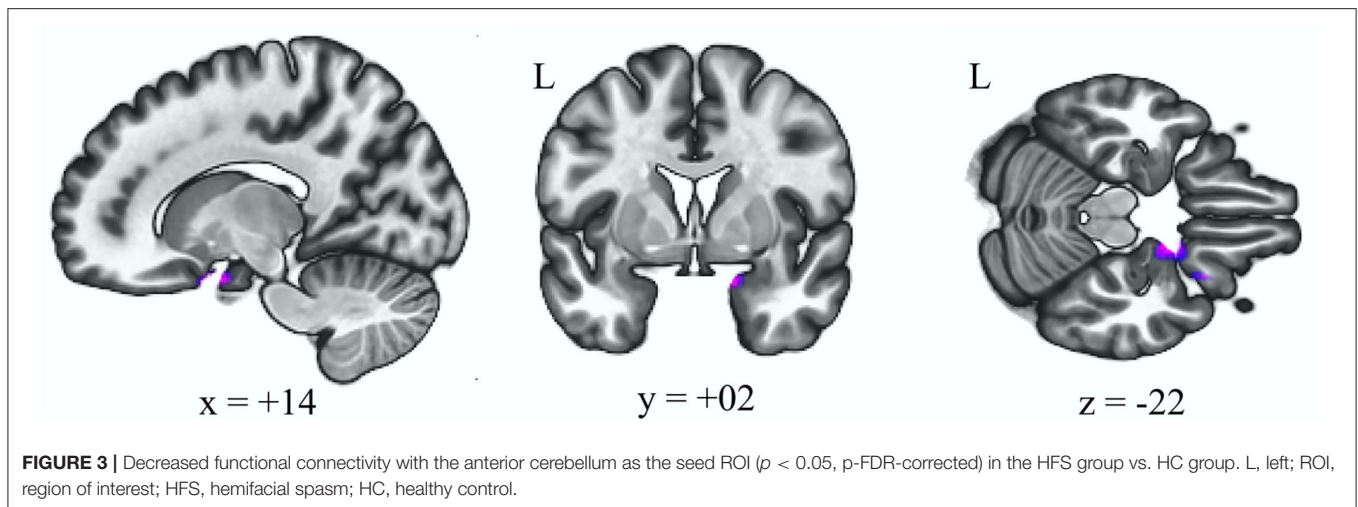 L
L
x = +14
y = +02
z = -22
FIGURE 3 | Decreased functional connectivity with the anterior cerebellum as the seed ROI (p < 0.05, p-FDR-corrected) in the HFS group vs. HC group. L, left; ROI,
region of interest; HFS, hemifacial spasm; HC, healthy control.